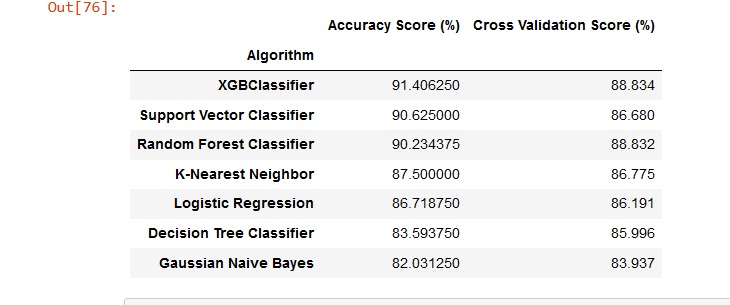 Out[76]:
Accuracy Score (%) Cross Validation Score (%)
Algorithm
XGBClassifier 91.406250 88.834
Support Vector Classifier 90.625000 86.680
Random Forest Classifier 90.234375 88.832
K-Nearest Neighbor 87.500000 86.775
Logistic Regression 86.718750 86.191
Decision Tree Classifier 83.593750 85.996
Gaussian Naive Bayes 82.031250 83.937